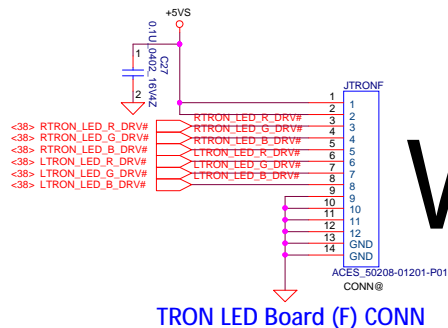 +5VS
1
2
C27
0.1U_0402_16V4Z
JTRONF
<38> RTRON_LED_R_DRV#
<38> RTRON_LED_G_DRV#
<38> RTRON_LED_B_DRV#
<38> LTRON_LED_R_DRV#
<38> LTRON_LED_G_DRV#
<38> LTRON_LED_B_DRV#
RTRON_LED_R_DRV#
RTRON_LED_G_DRV#
RTRON_LED_B_DRV#
LTRON_LED_R_DRV#
LTRON_LED_G_DRV#
LTRON_LED_B_DRV#
1 1
2 2
3 3
4 4
5 5
6 6
7 7
8 8
9 9
10 10
11 11
12 12
13 GND
14 GND
ACES_50208-01201-P01
CONN@
TRON LED Board (F) CONN